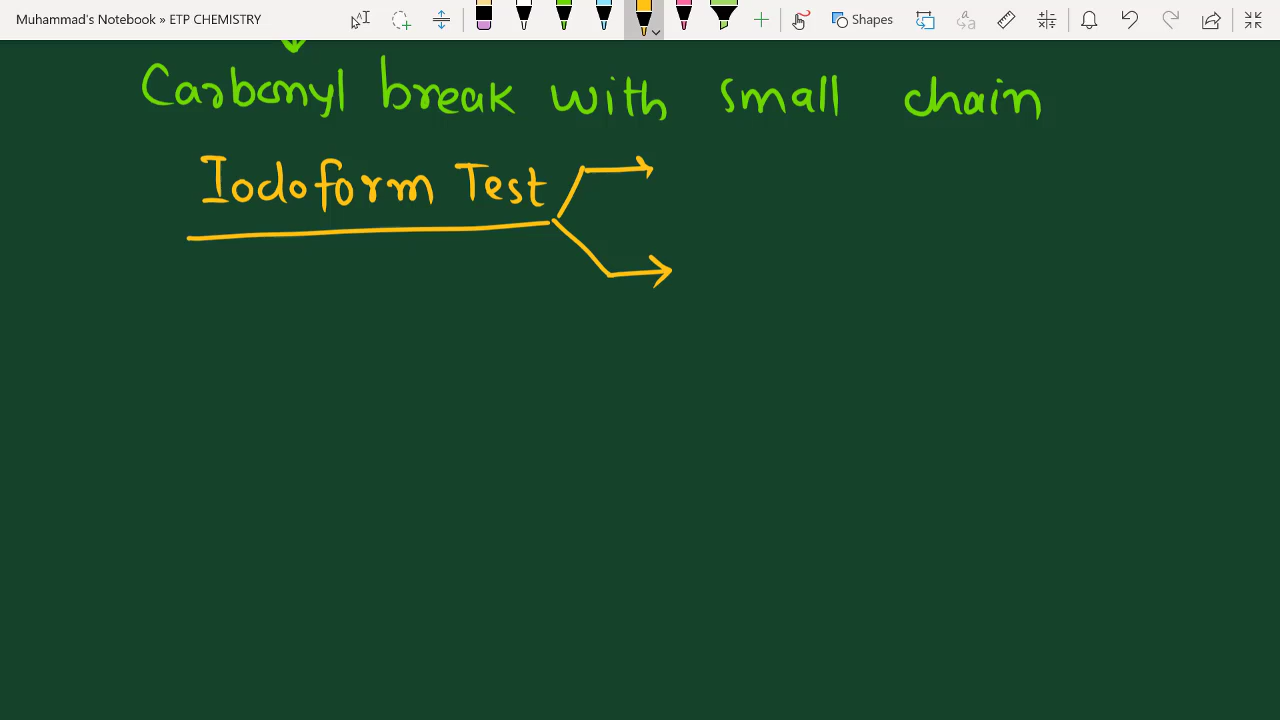 Muhammad's Notebook » ETP CHEMISTRY
Shapes
Carbonyl break with small chain
Iodoform Test